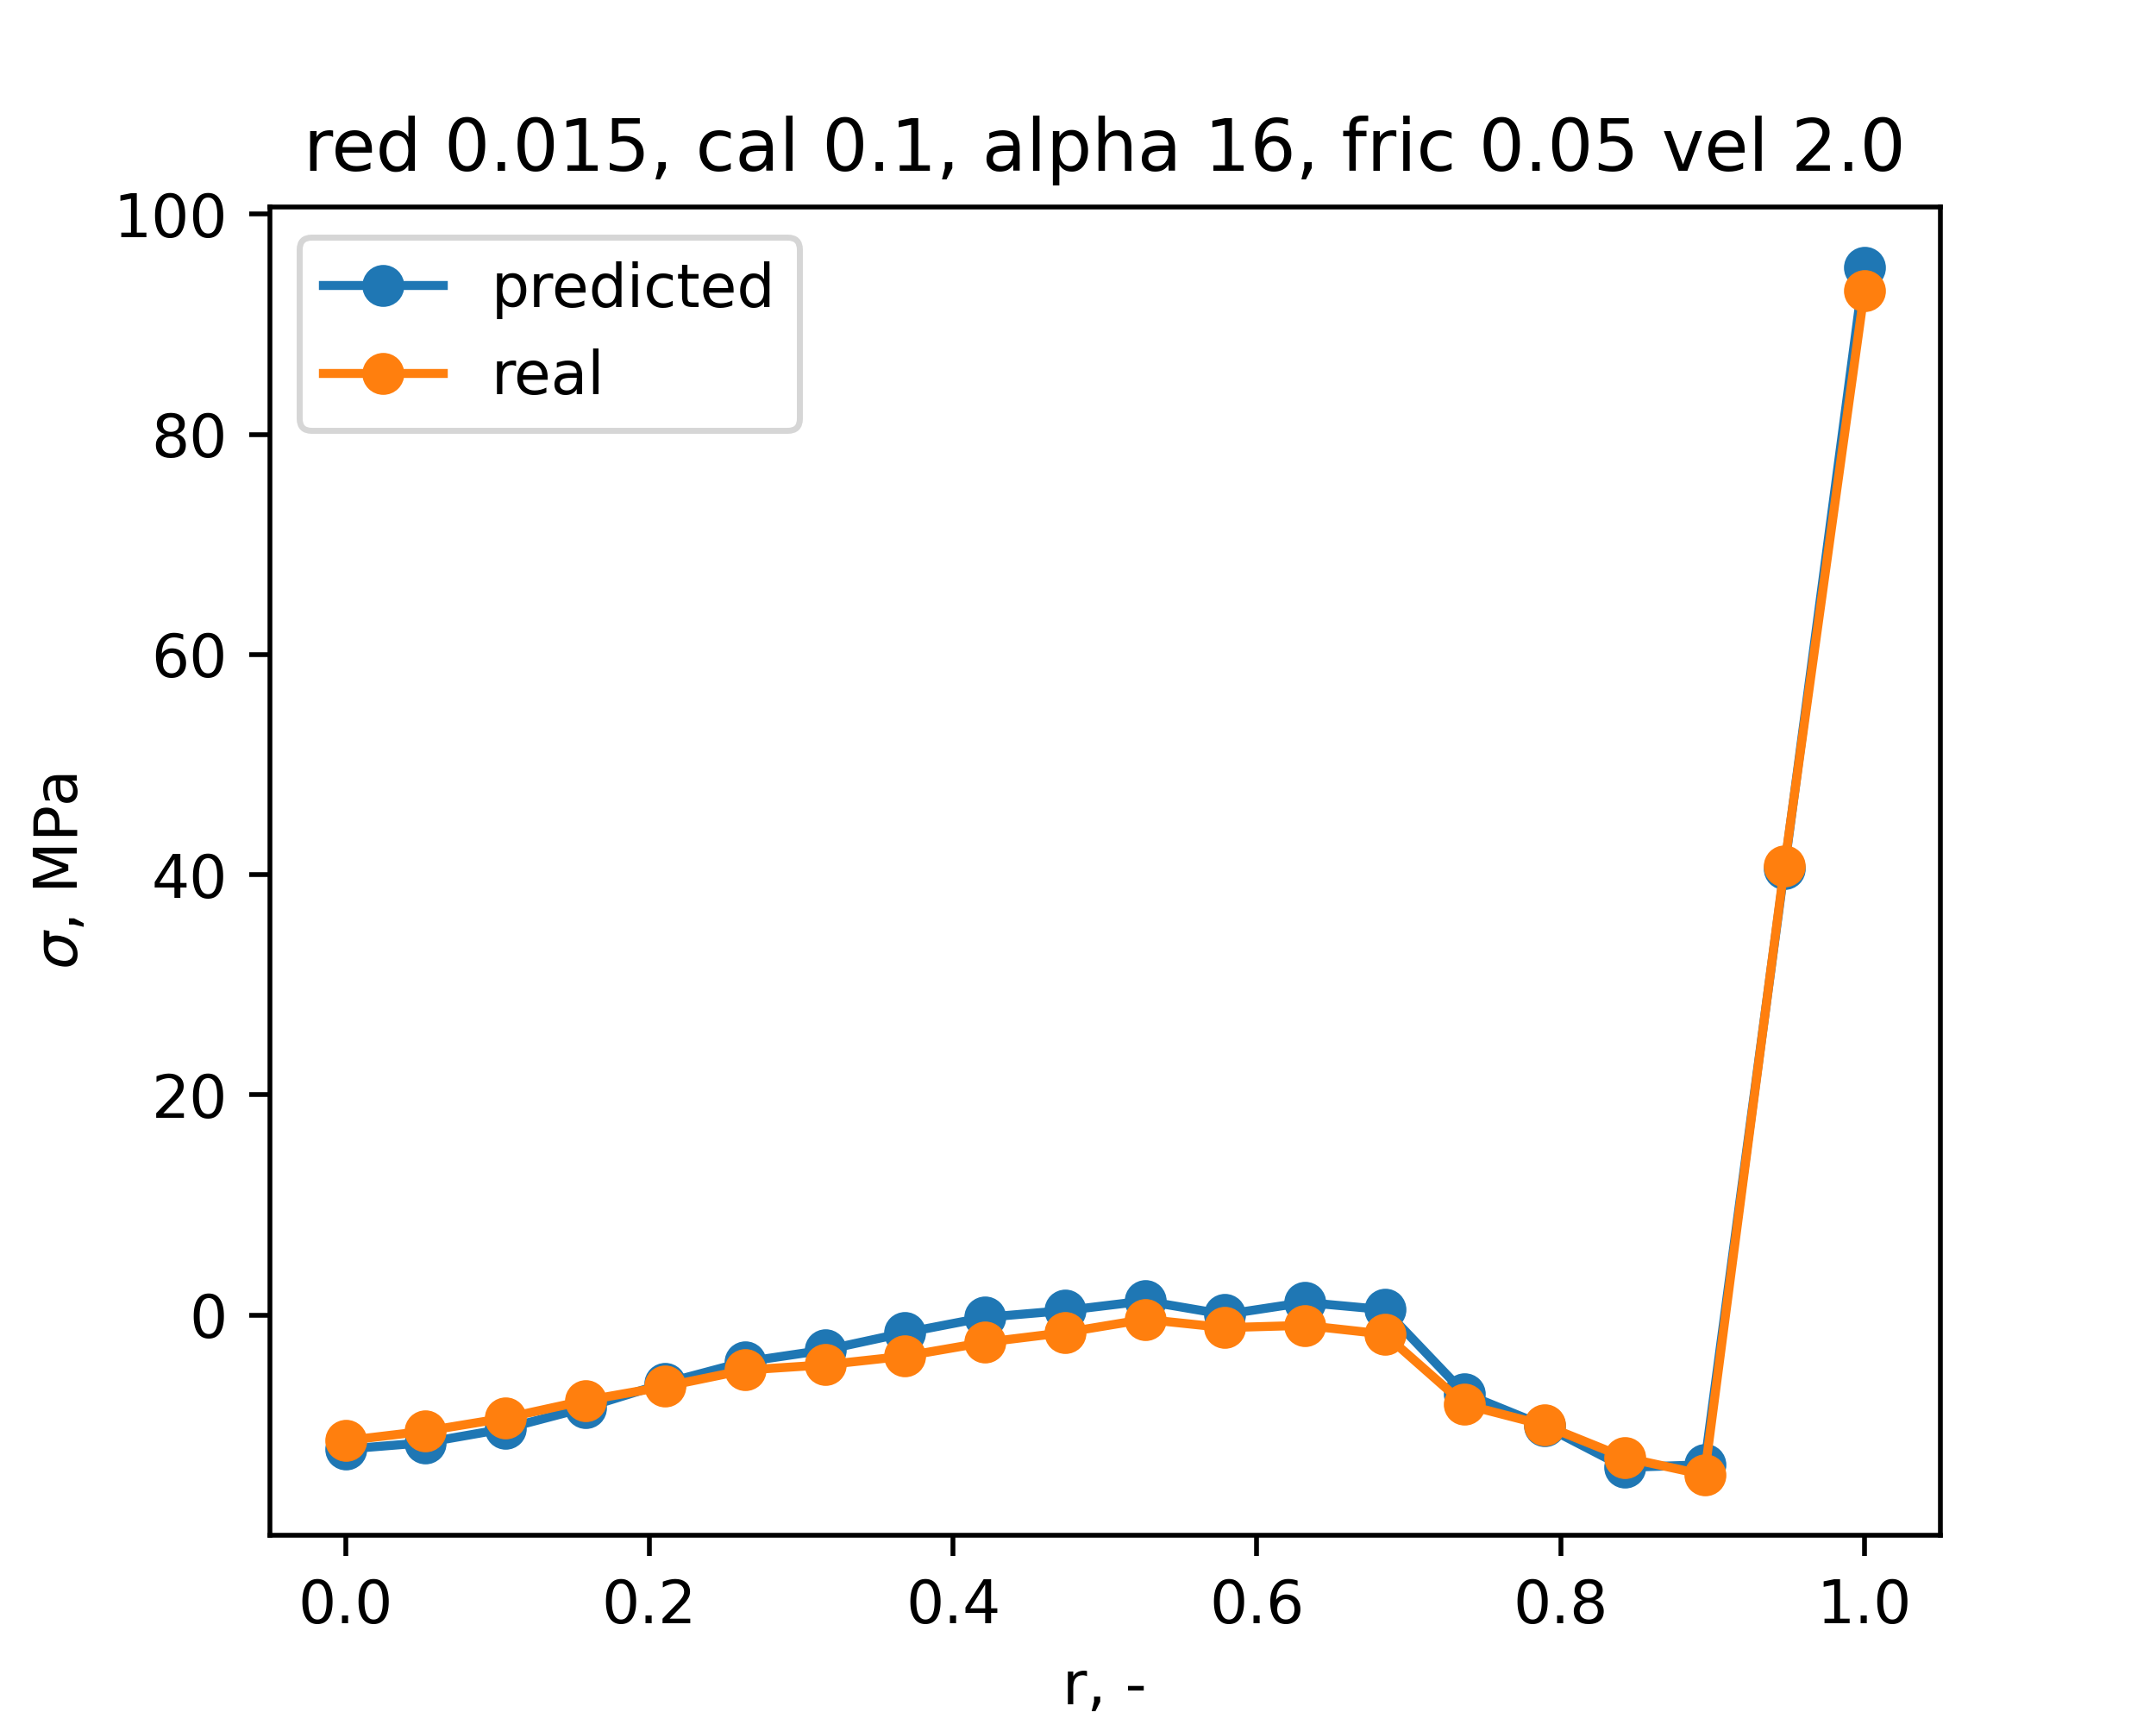 red 0.015, cal 0.1, alpha 16, fric 0.05 vel 2.0
100
80
60
40
20
0
σ, MPa
predicted
real
0.0 0.2 0.4 0.6 0.8 1.0
r, -